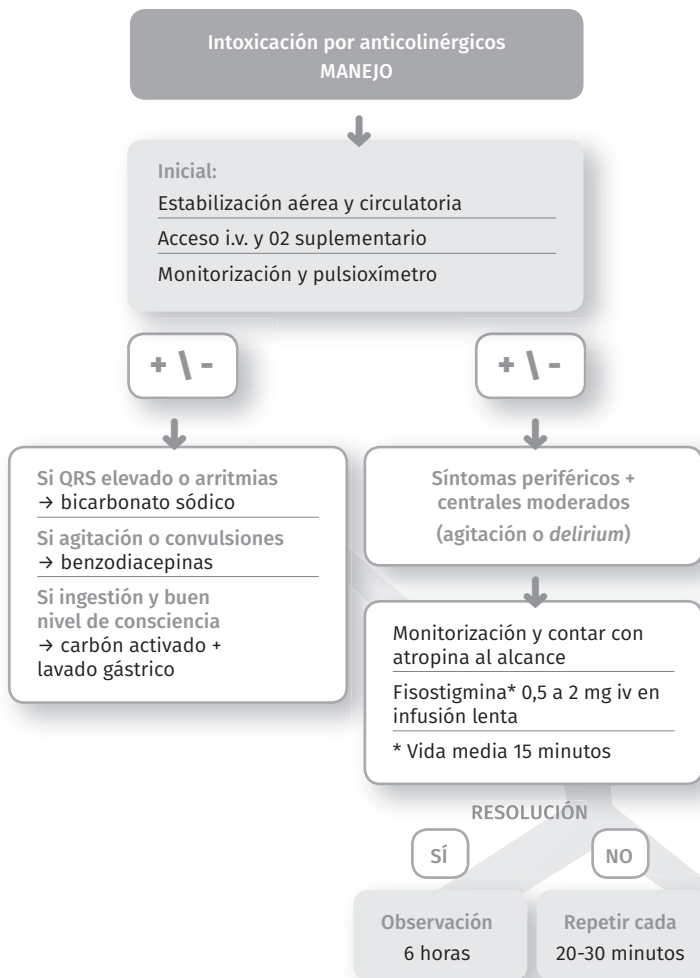 Intoxicación por anticolinérgicos
MANEJO
Inicial:
Estabilización aérea y circulatoria
Acceso i.v. y 02 suplementario
Monitorización y pulsioxímetro
+ \ -
+ \ -
Si QRS elevado o arritmias
→ bicarbonato sódico
Si agitación o convulsiones
→ benzodiacepinas
Si ingestión y buen
nivel de consciencia
→ carbón activado +
lavado gástrico
Síntomas periféricos +
centrales moderados
(agitación o delirium)
Monitorización y contar con
atropina al alcance
Fisostigmina* 0,5 a 2 mg iv en
infusión lenta
* Vida media 15 minutos
RESOLUCIÓN
SÍ
NO
Observación
6 horas
Repetir cada
20-30 minutos